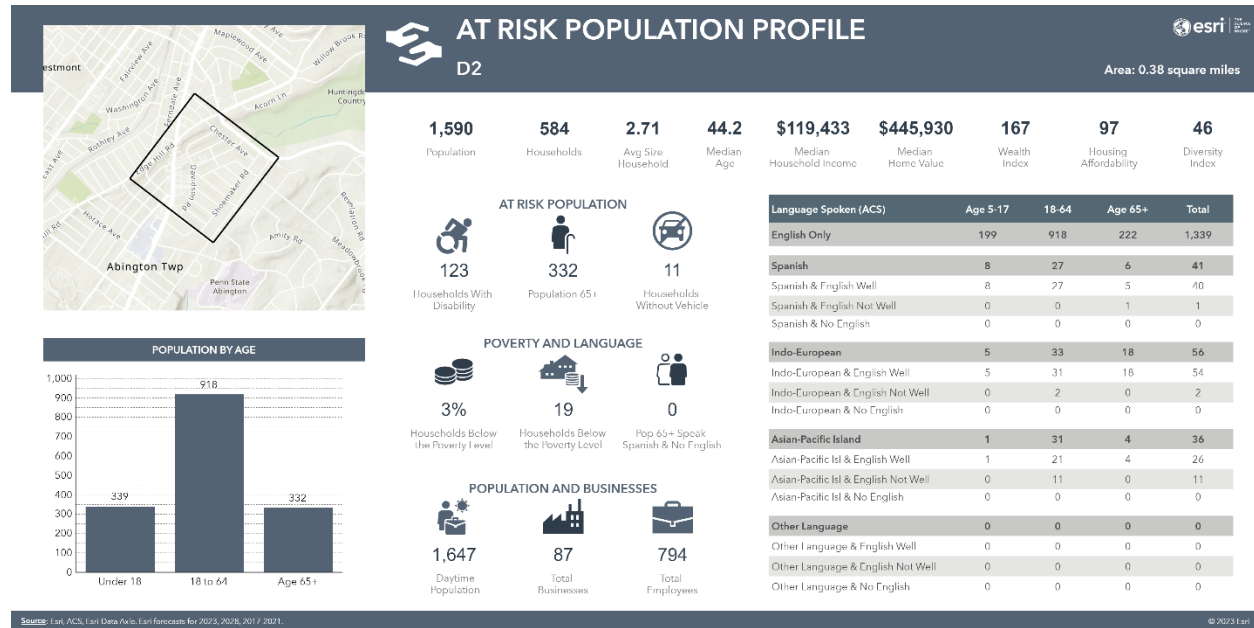 AT RISK POPULATION PROFILE
D2
esri
THE SCIENCE OF WHERE
Area: 0.38 square miles
estmont
Fairview Ave
Maplewood Ave
Willow Brook R
Washington Ave
Ferndale Ave
Acorn Ln
Huntingd
Country
Rothley Ave
Chester Ave
east Ave
Edge Hill Rd
Davisville Rd
Shoemaker Rd
Horace Ave
ill Rd
Amity Rd
Revelation Rd
Meadowbrook
Abington Twp
Penn State
Abington
1,590
Population
584
Households
2.71
Avg Size
Household
44.2
Median
Age
$119,433
Median
Household Income
$445,930
Median
Home Value
167
Wealth
Index
97
Housing
Affordability
46
Diversity
Index
AT RISK POPULATION
123
Households With
Disability
332
Population 65+
11
Households
Without Vehicle
POVERTY AND LANGUAGE
3%
Households Below
the Poverty Level
19
Households Below
the Poverty Level
0
Pop 65+ Speak
Spanish & No English
POPULATION AND BUSINESSES
1,647
Daytime
Population
87
Total
Businesses
794
Total
Employees
POPULATION BY AGE
1,000
900
800
700
600
500
400
300
200
100
0
339
918
332
Under 18
18 to 64
Age 65+
Language Spoken (ACS) Age 5-17 18-64 Age 65+ Total
English Only 199 918 222 1,339
Spanish 8 27 6 41
Spanish & English Well 8 27 5 40
Spanish & English Not Well 0 0 1 1
Spanish & No English 0 0 0 0
Indo-European 5 33 18 56
Indo-European & English Well 5 31 18 54
Indo-European & English Not Well 0 2 0 2
Indo-European & No English 0 0 0 0
Asian-Pacific Island 1 31 4 36
Asian-Pacific Isl & English Well 1 21 4 26
Asian-Pacific Isl & English Not Well 0 11 0 11
Asian-Pacific Isl & No English 0 0 0 0
Other Language 0 0 0 0
Other Language & English Well 0 0 0 0
Other Language & English Not Well 0 0 0 0
Other Language & No English 0 0 0 0
Source: Esri, ACS, Esri-Data Axle. Esri forecasts for 2023, 2028, 2017-2021.
© 2023 Esri